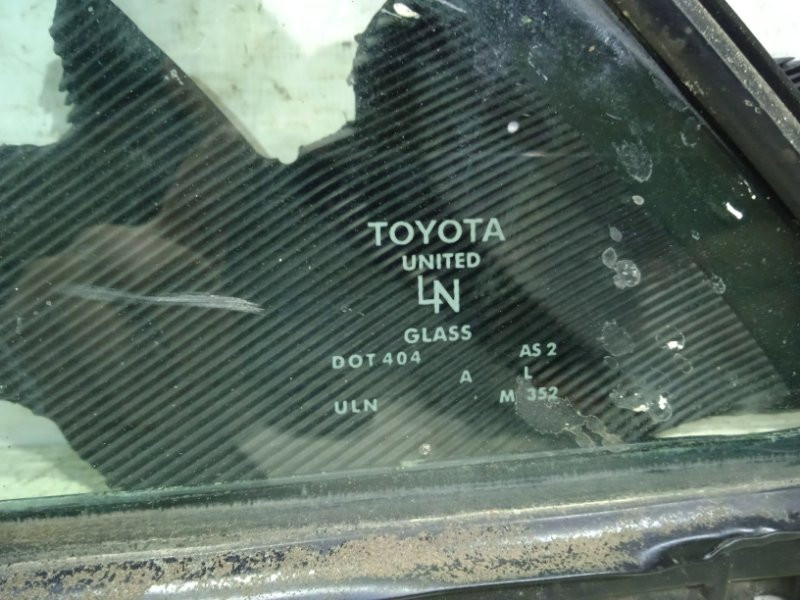 TOYOTA
UNITED
LN
GLASS
DOT 404 AS 2
A L
ULN M 352